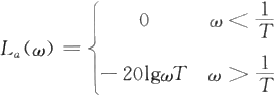 L_a(ω) = { 0 ω < 1/T
−20lgωT ω > 1/T